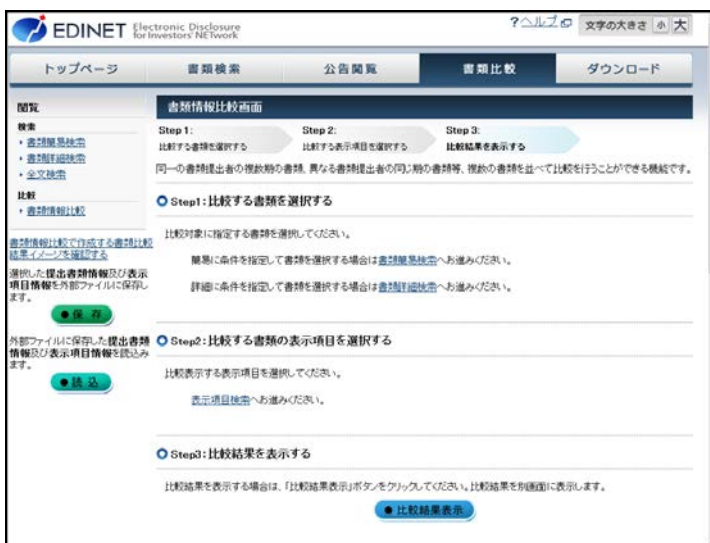 EDINET Electronic Disclosure for Investors' NETwork
?ヘルプ 文字の大きさ 小 大
トップページ 書類検索 公告閲覧 書類比較 ダウンロード
閲覧
検索
・書類簡易検索
・書類詳細検索
・全文検索
比較
・書類情報比較
書類情報比較で作成する書類比較
結果イメージを確認する
選択した提出書類情報及び表示
項目情報を外部ファイルに保存し
ます。
●保 存
外部ファイルに保存した提出書類
情報及び表示項目情報を読込み
ます。
●読 込
書類情報比較画面
Step 1: Step 2: Step 3:
比較する書類を選択する 比較する表示項目を選択する 比較結果を表示する
同一の書類提出者の複数期の書類、異なる書類提出者の同じ期の書類等、複数の書類を並べて比較を行うことができる機能です。
Step1:比較する書類を選択する
比較対象に指定する書類を選択してください。
簡易に条件を指定して書類を選択する場合は書類簡易検索へお進みください。
詳細に条件を指定して書類を選択する場合は書類詳細検索へお進みください。
Step2:比較する書類の表示項目を選択する
比較表示する表示項目を選択してください。
表示項目検索へお進みください。
Step3:比較結果を表示する
比較結果を表示する場合は、「比較結果表示」ボタンをクリックしてください。比較結果を別画面に表示します。
●比較結果表示